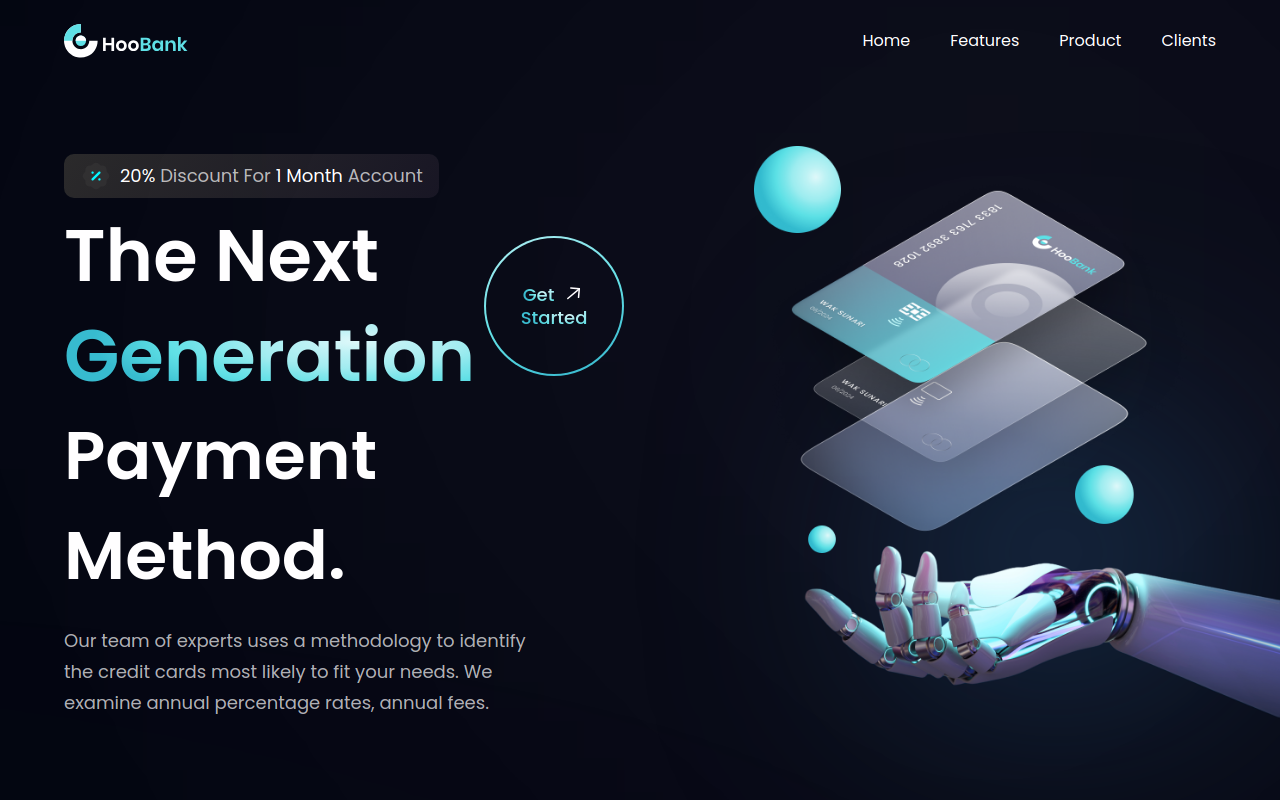 HooBank
Home
Features
Product
Clients
20% Discount For 1 Month Account
The Next
Generation
Payment
Method.
Get
Started
Our team of experts uses a methodology to identify
the credit cards most likely to fit your needs. We
examine annual percentage rates, annual fees.
1833 7163 3892 1028
HooBank
WAK SUNARI
09/2024
WAK SUNARI